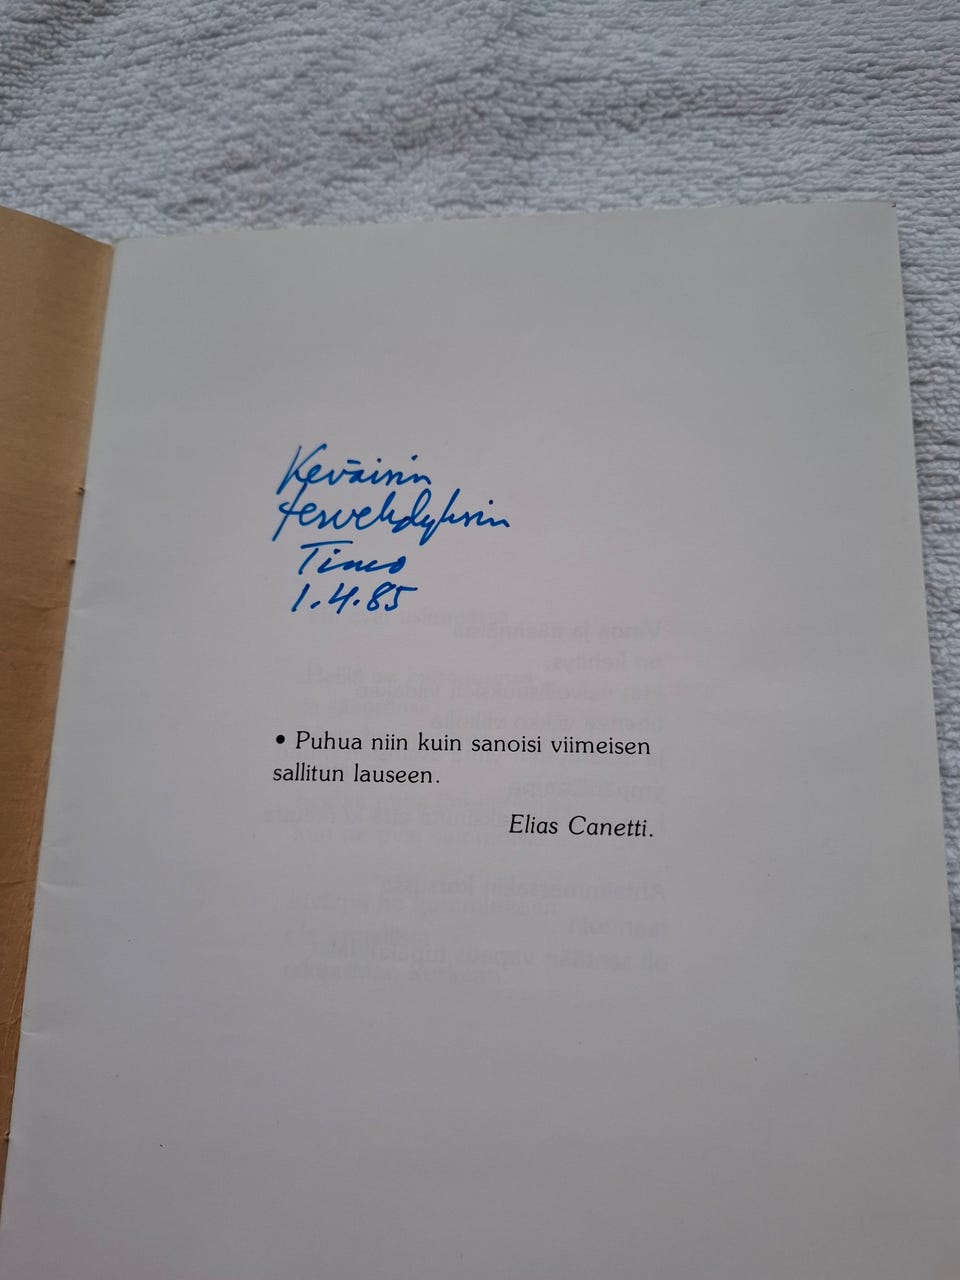 Keväisin
tervehdyksin
Timo
1.4.85
• Puhua niin kuin sanoisi viimeisen
sallitun lauseen.
Elias Canetti.